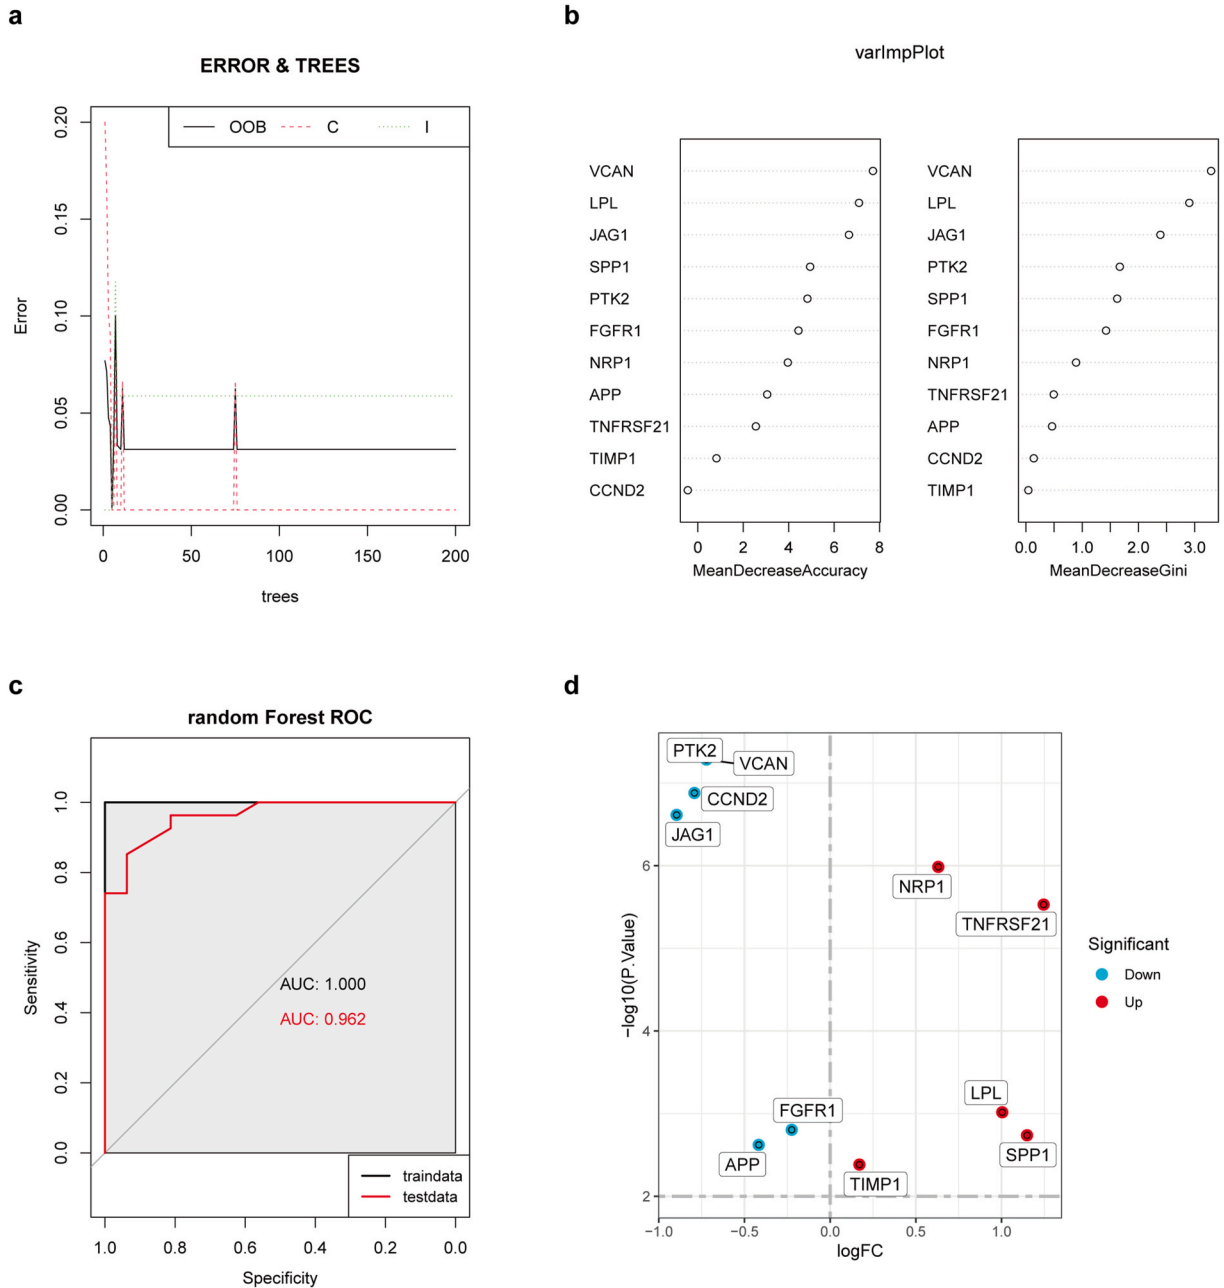 a
ERROR & TREES
OOB
C
I
0.20
0.15
0.10
0.05
0.00
Error
0
50
100
150
200
trees
b
varImpPlot
VCAN
LPL
JAG1
SPP1
PTK2
FGFR1
NRP1
APP
TNFRSF21
TIMP1
CCND2
0
2
4
6
8
MeanDecreaseAccuracy
VCAN
LPL
JAG1
PTK2
SPP1
FGFR1
NRP1
TNFRSF21
APP
CCND2
TIMP1
0.0
1.0
2.0
3.0
MeanDecreaseGini
c
random Forest ROC
1.0
0.8
0.6
0.4
0.2
0.0
Sensitivity
AUC: 1.000
AUC: 0.962
traindata
testdata
1.0
0.8
0.6
0.4
0.2
0.0
Specificity
d
PTK2
VCAN
CCND2
JAG1
NRP1
TNFRSF21
LPL
SPP1
FGFR1
APP
TIMP1
6
4
2
−log10(P.Value)
−1.0
−0.5
0.0
0.5
1.0
logFC
Significant
Down
Up